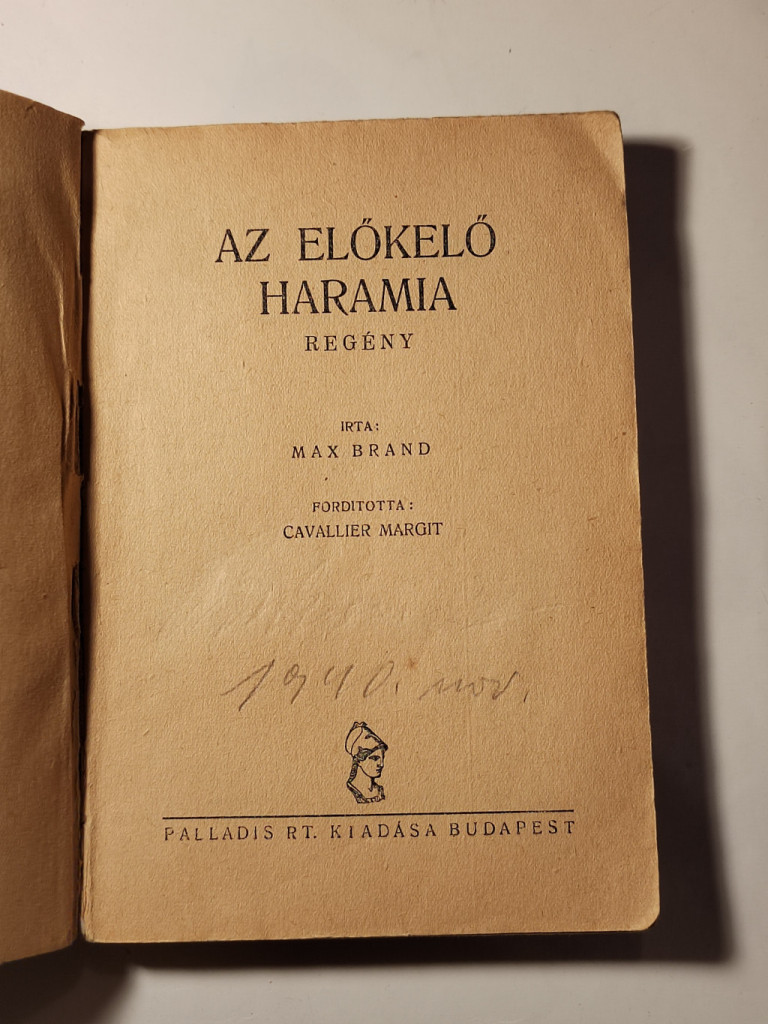 AZ ELŐKELŐ
HARAMIA
REGÉNY
IRTA:
MAX BRAND
FORDITOTTA:
CAVALLIER MARGIT
1940. nov.
PALLADIS RT. KIADÁSA BUDAPEST